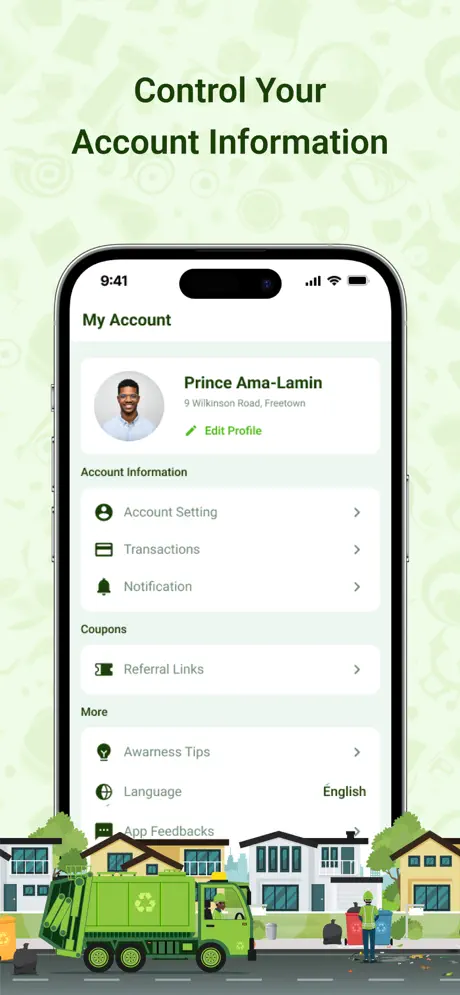 Control Your
Account Information
9:41
My Account
Prince Ama-Lamin
9 Wilkinson Road, Freetown
Edit Profile
Account Information
Account Setting
Transactions
Notification
Coupons
Referral Links
More
Awarness Tips
Language English
App Feedbacks